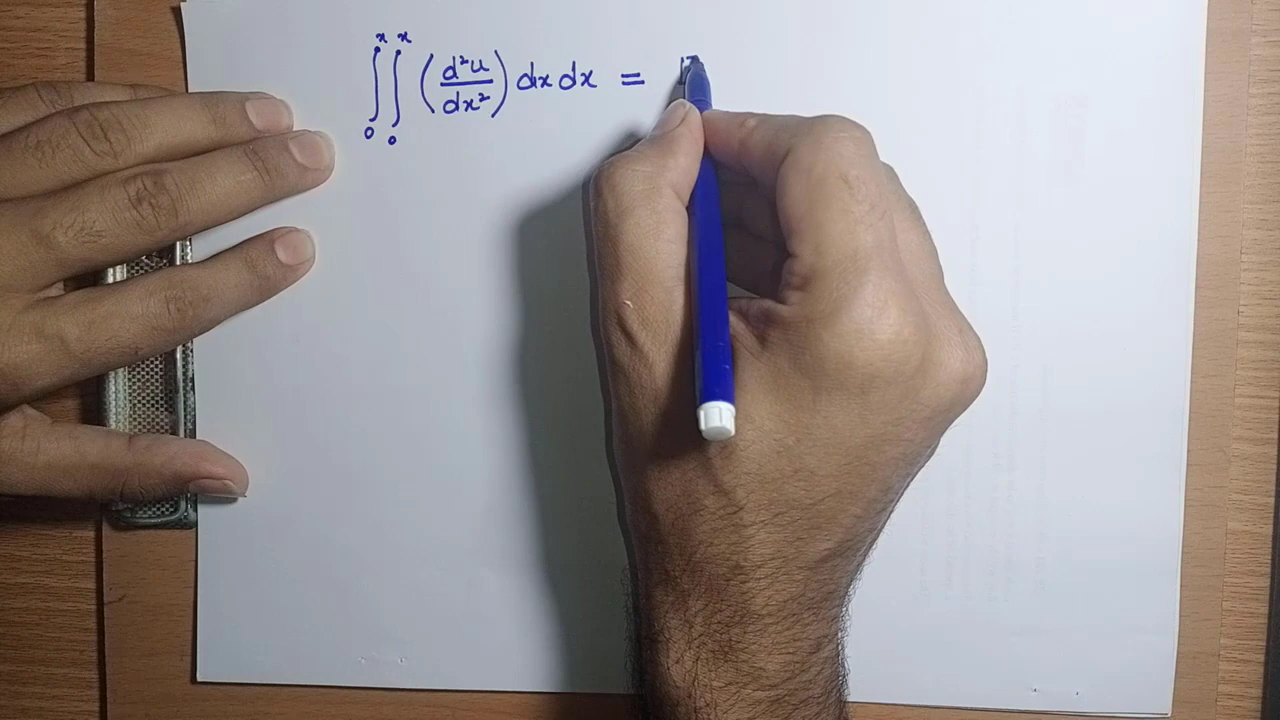 ∫₀ˣ ∫₀ˣ (d²u/dx²) dx dx =